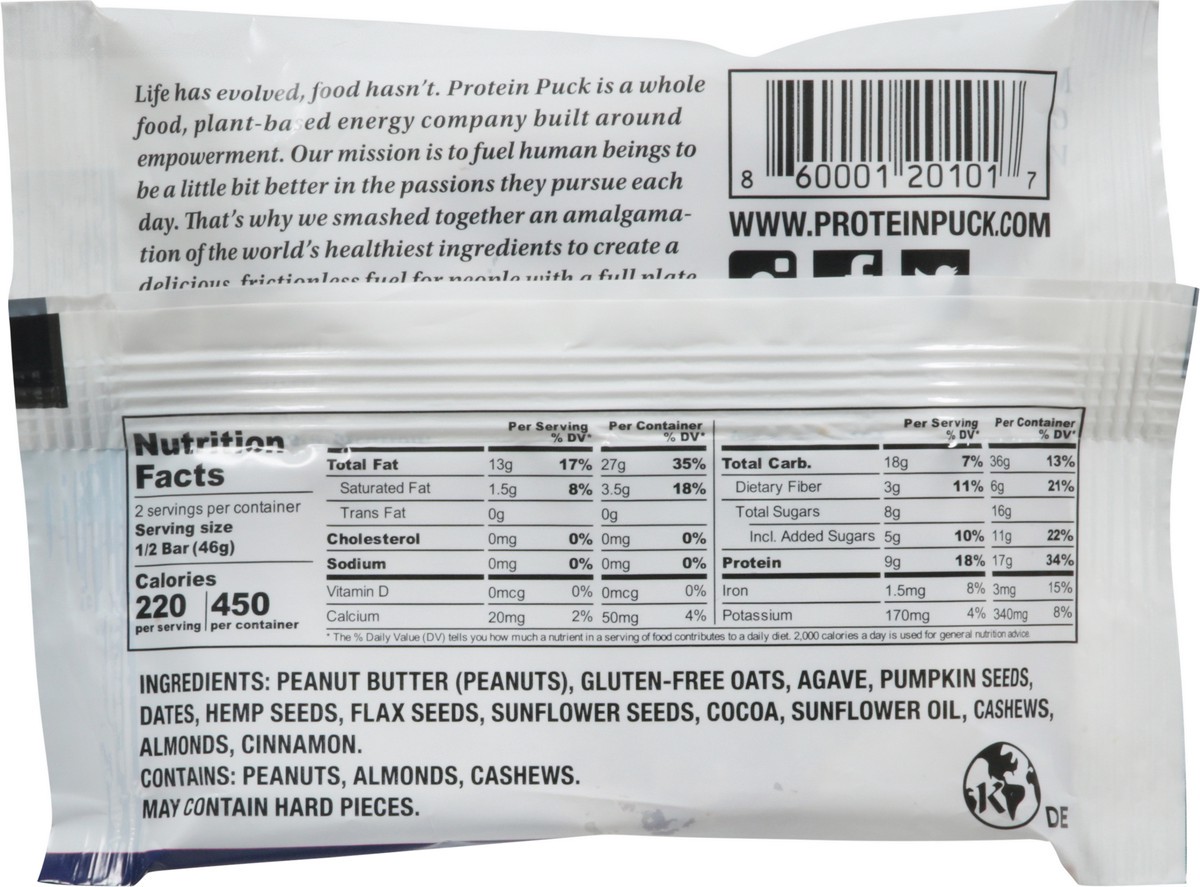 Life has evolved, food hasn't. Protein Puck is a whole
food, plant-based energy company built around
empowerment. Our mission is to fuel human beings to
be a little bit better in the passions they pursue each
day. That's why we smashed together an amalgama-
tion of the world's healthiest ingredients to create a
delicious, frictionless fuel for people with a full plate
8 60001 20101 7
WWW.PROTEINPUCK.COM
Nutrition
Facts
2 servings per container
Serving size
1/2 Bar (46g)
Calories
220 450
per serving per container
Per Serving Per Container
% DV* % DV*
Total Fat 13g 17% 27g 35%
Saturated Fat 1.5g 8% 3.5g 18%
Trans Fat 0g 0g
Cholesterol 0mg 0% 0mg 0%
Sodium 0mg 0% 0mg 0%
Vitamin D 0mcg 0% 0mcg 0%
Calcium 20mg 2% 50mg 4%
Per Serving Per Container
% DV* % DV*
Total Carb. 18g 7% 36g 13%
Dietary Fiber 3g 11% 6g 21%
Total Sugars 8g 16g
Incl. Added Sugars 5g 10% 11g 22%
Protein 9g 18% 17g 34%
Iron 1.5mg 8% 3mg 15%
Potassium 170mg 4% 340mg 8%
* The % Daily Value (DV) tells you how much a nutrient in a serving of food contributes to a daily diet. 2,000 calories a day is used for general nutrition advice
INGREDIENTS: PEANUT BUTTER (PEANUTS), GLUTEN-FREE OATS, AGAVE, PUMPKIN SEEDS,
DATES, HEMP SEEDS, FLAX SEEDS, SUNFLOWER SEEDS, COCOA, SUNFLOWER OIL, CASHEWS,
ALMONDS, CINNAMON.
CONTAINS: PEANUTS, ALMONDS, CASHEWS.
MAY CONTAIN HARD PIECES.
K
DE